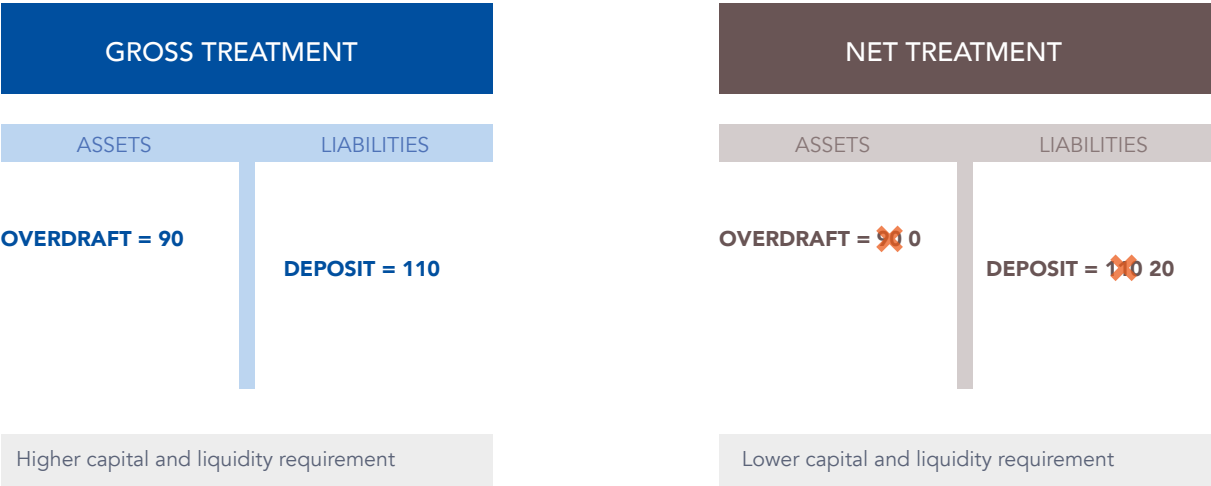 GROSS TREATMENT
ASSETS LIABILITIES
OVERDRAFT = 90
DEPOSIT = 110
Higher capital and liquidity requirement
NET TREATMENT
ASSETS LIABILITIES
OVERDRAFT = 90 0
DEPOSIT = 110 20
Lower capital and liquidity requirement